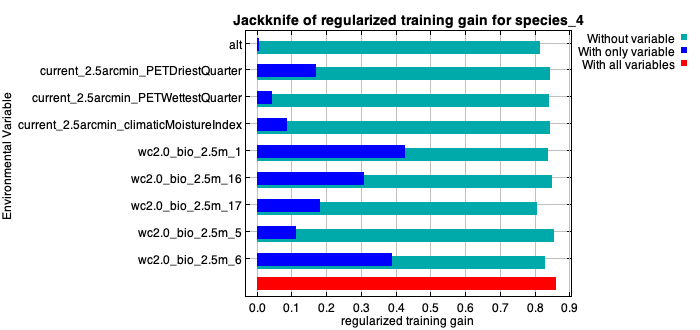 Jackknife of regularized training gain for species_4
Without variable
With only variable
With all variables
Environmental Variable
alt
current_2.5arcmin_PETDriestQuarter
current_2.5arcmin_PETWettestQuarter
current_2.5arcmin_climaticMoistureIndex
wc2.0_bio_2.5m_1
wc2.0_bio_2.5m_16
wc2.0_bio_2.5m_17
wc2.0_bio_2.5m_5
wc2.0_bio_2.5m_6
0.0 0.1 0.2 0.3 0.4 0.5 0.6 0.7 0.8 0.9
regularized training gain